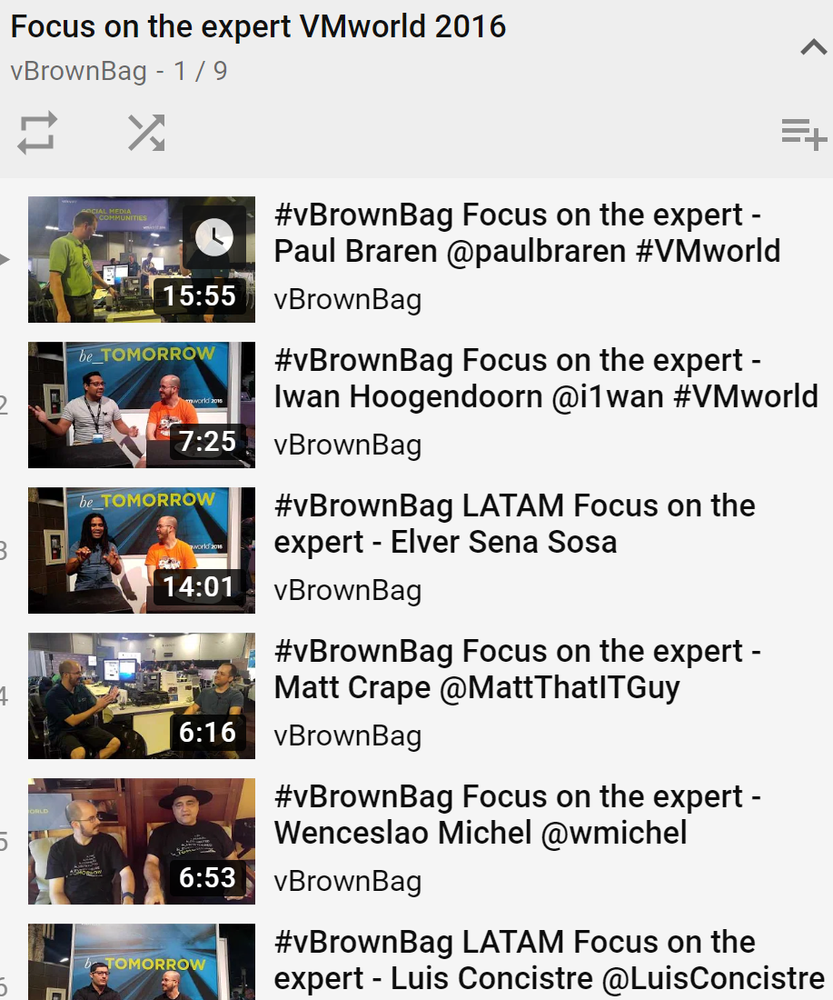 Focus on the expert VMworld 2016
vBrownBag - 1 / 9
SOCIAL MEDIA
COMMUNITIES
15:55
#vBrownBag Focus on the expert -
Paul Braren @paulbraren #VMworld
vBrownBag
2
be_TOMORROW
vmworld 2016
7:25
#vBrownBag Focus on the expert -
Iwan Hoogendoorn @i1wan #VMworld
vBrownBag
3
be_TOMORROW
world 2016
14:01
#vBrownBag LATAM Focus on the
expert - Elver Sena Sosa
vBrownBag
4
6:16
#vBrownBag Focus on the expert -
Matt Crape @MattThatITGuy
vBrownBag
5
WORLD
TOMORROW
6:53
#vBrownBag Focus on the expert -
Wenceslao Michel @wmichel
vBrownBag
6
be_TOMORROW
#vBrownBag LATAM Focus on the
expert - Luis Concistre @LuisConcistre